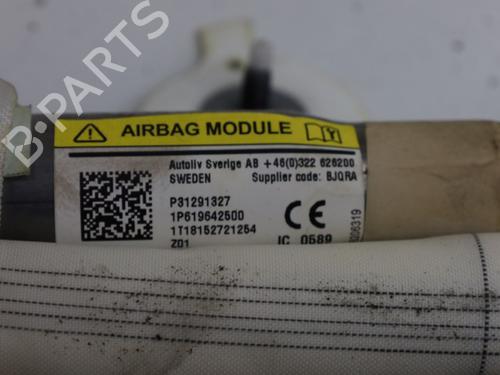 AIRBAG MODULE
Autoliv Sverige AB +46(0)322 626200
SWEDEN Supplier code: BJQRA
P31291327
1P619642500
1T18152721254
Z01
CE
IC 0589
B-PARTS